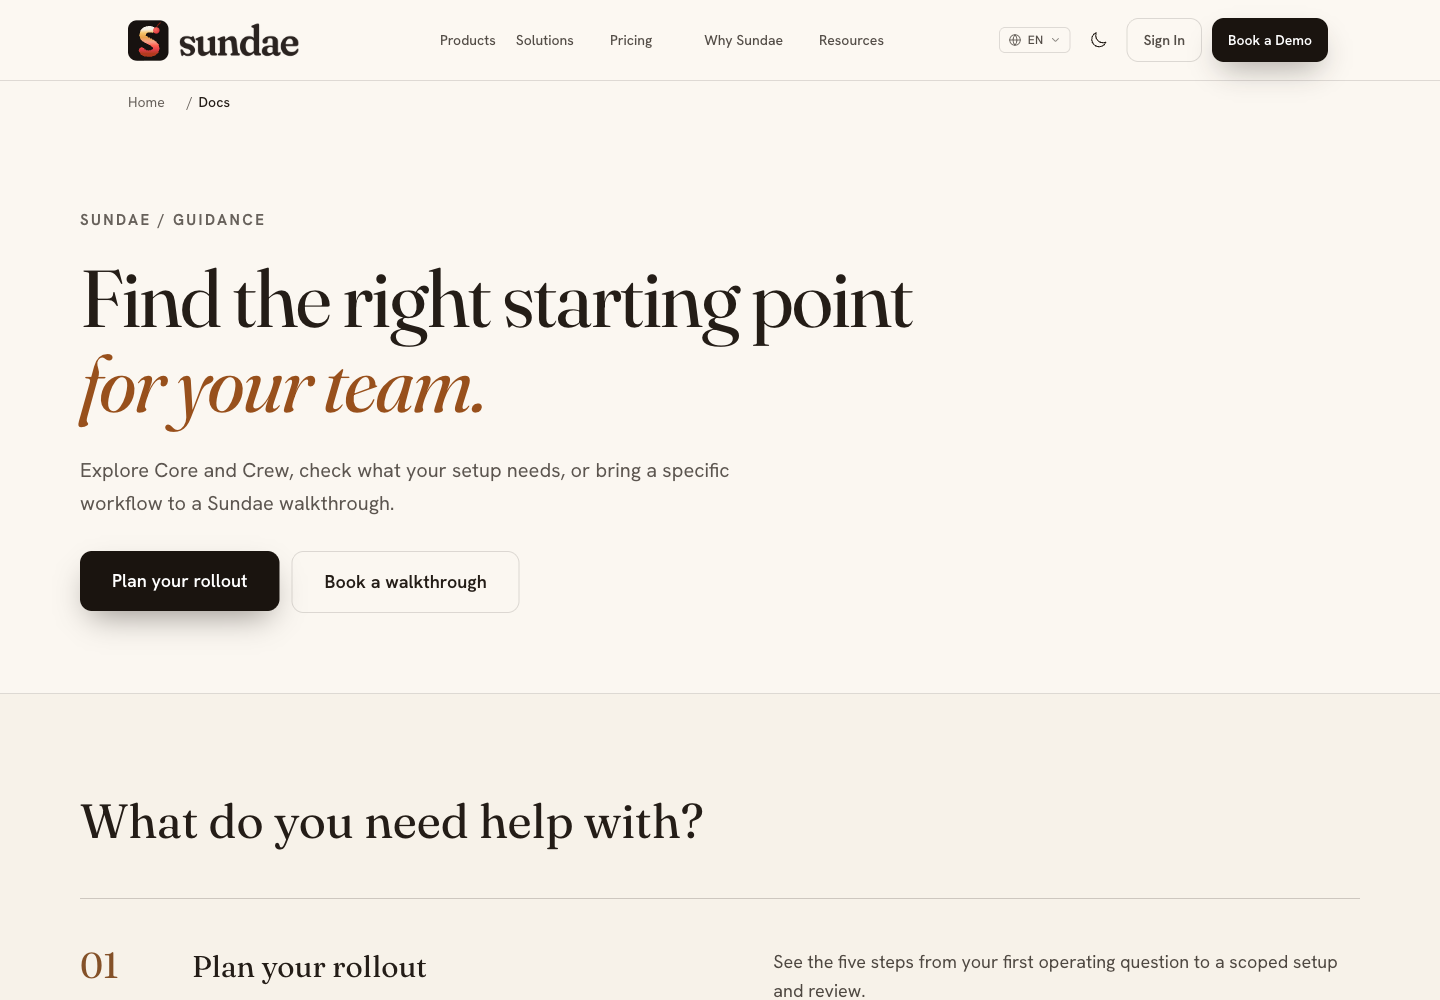 sundae
Products Solutions Pricing Why Sundae Resources EN Sign In Book a Demo
Home / Docs
SUNDAE / GUIDANCE
Find the right starting point
for your team.
Explore Core and Crew, check what your setup needs, or bring a specific
workflow to a Sundae walkthrough.
Plan your rollout Book a walkthrough
What do you need help with?
01 Plan your rollout
See the five steps from your first operating question to a scoped setup
and review.